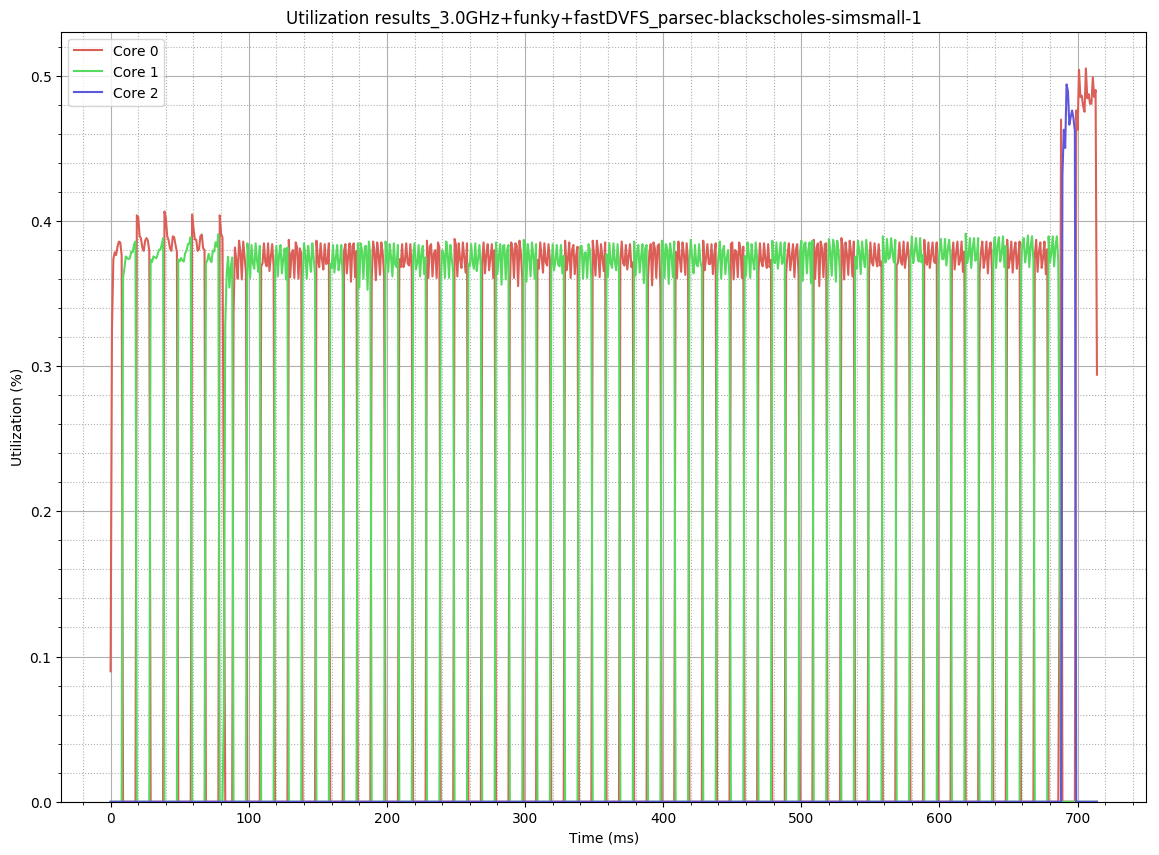 Utilization results_3.0GHz+funky+fastDVFS_parsec-blackscholes-simsmall-1
Core 0
Core 1
Core 2
0.5
0.4
0.3
0.2
0.1
0.0
Utilization (%)
0 100 200 300 400 500 600 700
Time (ms)